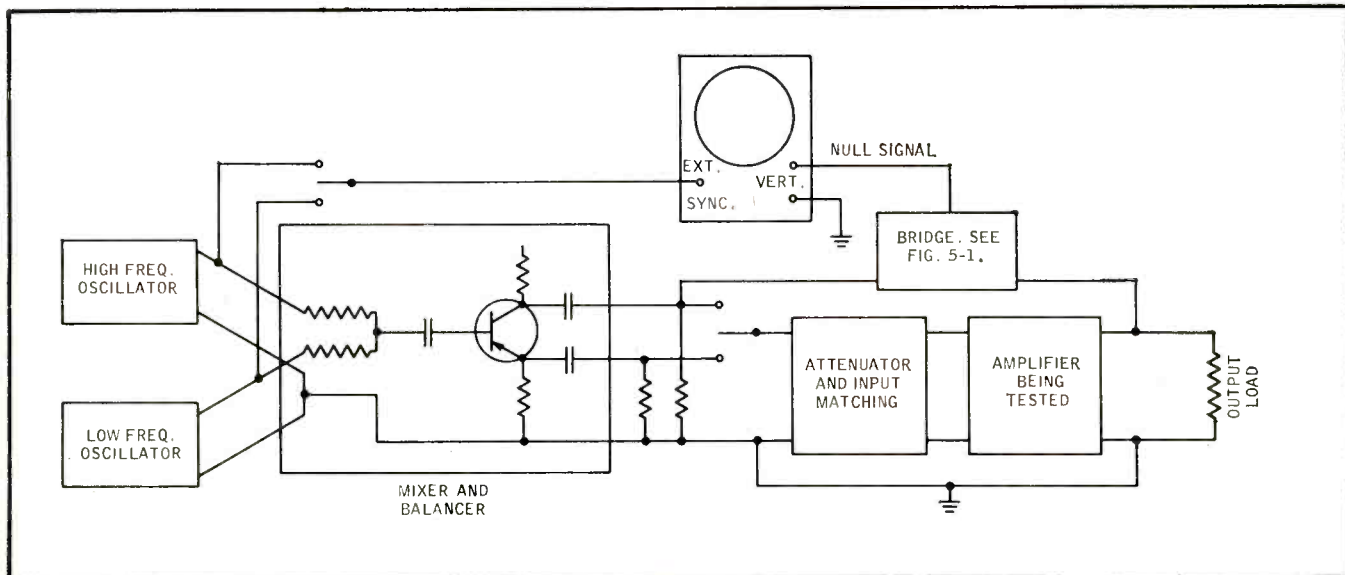 NULL SIGNAL
EXT.
VERT.
SYNC.
BRIDGE. SEE
FIG. 5-1.
HIGH FREQ.
OSCILLATOR
LOW FREQ.
OSCILLATOR
ATTENUATOR
AND INPUT
MATCHING
AMPLIFIER
BEING
TESTED
OUTPUT
LOAD
MIXER AND
BALANCER